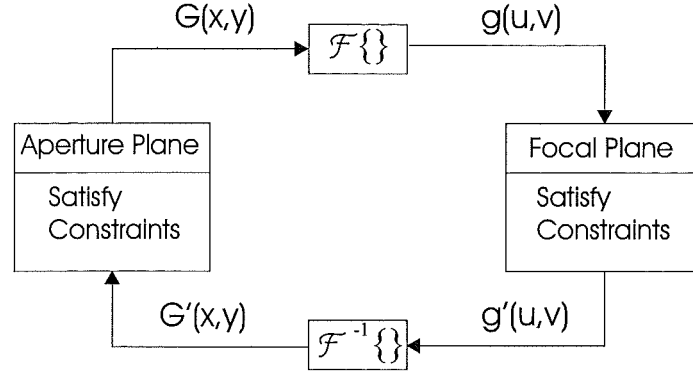 G(x,y)
ℱ{}
g(u,v)
Aperture Plane
Satisfy
Constraints
Focal Plane
Satisfy
Constraints
G'(x,y)
ℱ⁻¹{}
g'(u,v)